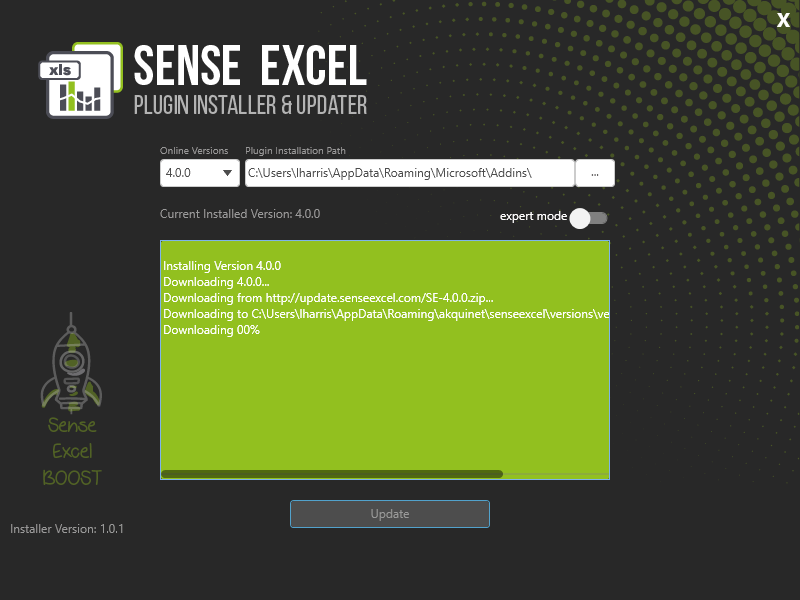 X
xls
SENSE EXCEL
PLUGIN INSTALLER & UPDATER
Online Versions Plugin Installation Path
4.0.0 C:\Users\lharris\AppData\Roaming\Microsoft\Addins\ ...
Current Installed Version: 4.0.0 expert mode
Installing Version 4.0.0
Downloading 4.0.0...
Downloading from http://update.senseexcel.com/SE-4.0.0.zip...
Downloading to C:\Users\lharris\AppData\Roaming\akquinet\senseexcel\versions\ve
Downloading 00%
Sense
Excel
BOOST
Update
Installer Version: 1.0.1